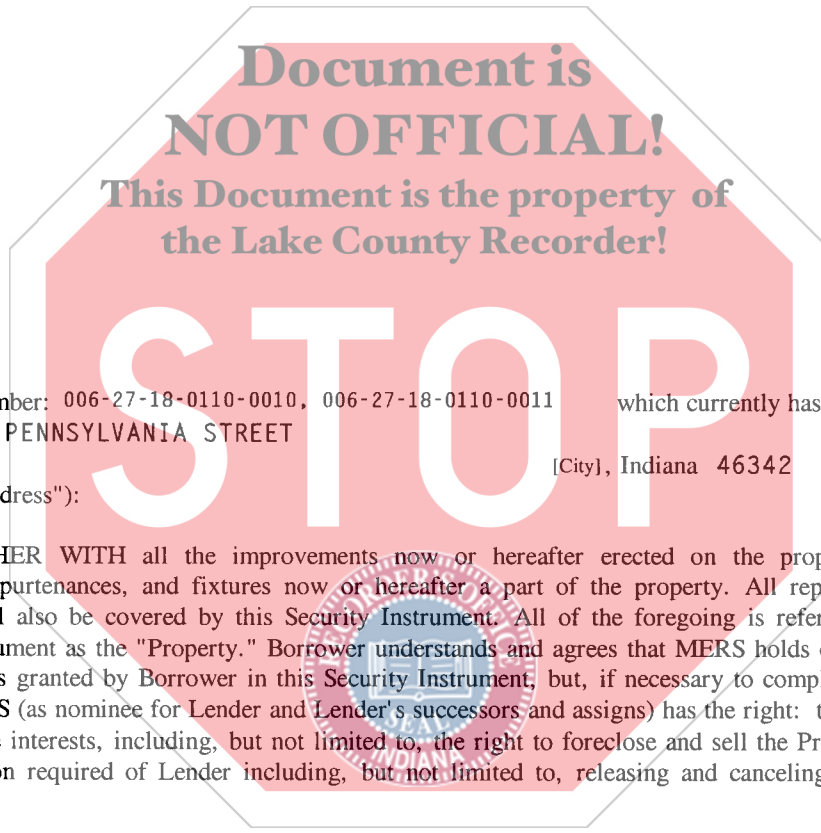 Document is
NOT OFFICIAL!
This Document is the property of
the Lake County Recorder!
STOP
mber: 006-27-18-0110-0010, 006-27-18-0110-0011 which currently has
PENNSYLVANIA STREET
[City], Indiana 46342
dress"):
HER WITH all the improvements now or hereafter erected on the prop
purtenances, and fixtures now or hereafter a part of the property. All rep
l also be covered by this Security Instrument. All of the foregoing is refer
ument as the "Property." Borrower understands and agrees that MERS holds
s granted by Borrower in this Security Instrument, but, if necessary to compl
S (as nominee for Lender and Lender's successors and assigns) has the right: t
interests, including, but not limited to, the right to foreclose and sell the Pr
on required of Lender including, but not limited to, releasing and canceling
RECORDER'S OFFICE
SEAL
INDIANA